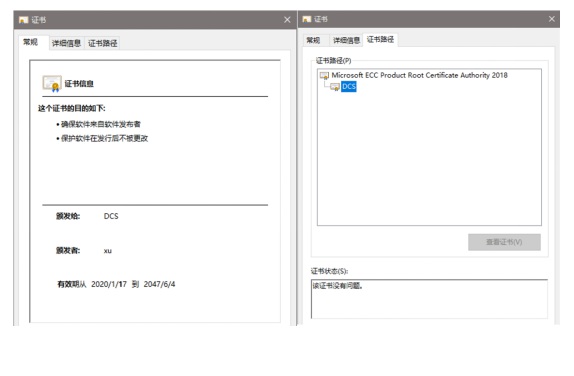 证书
常规 详细信息 证书路径
证书信息
这个证书的目的如下:
• 确保软件来自软件发布者
• 保护软件在发行后不被更改
颁发给: DCS
颁发者: xu
有效期从 2020/1/17 到 2047/6/4
证书
常规 详细信息 证书路径
证书路径(P)
Microsoft ECC Product Root Certificate Authority 2018
DCS
查看证书(V)
证书状态(S):
该证书没有问题。